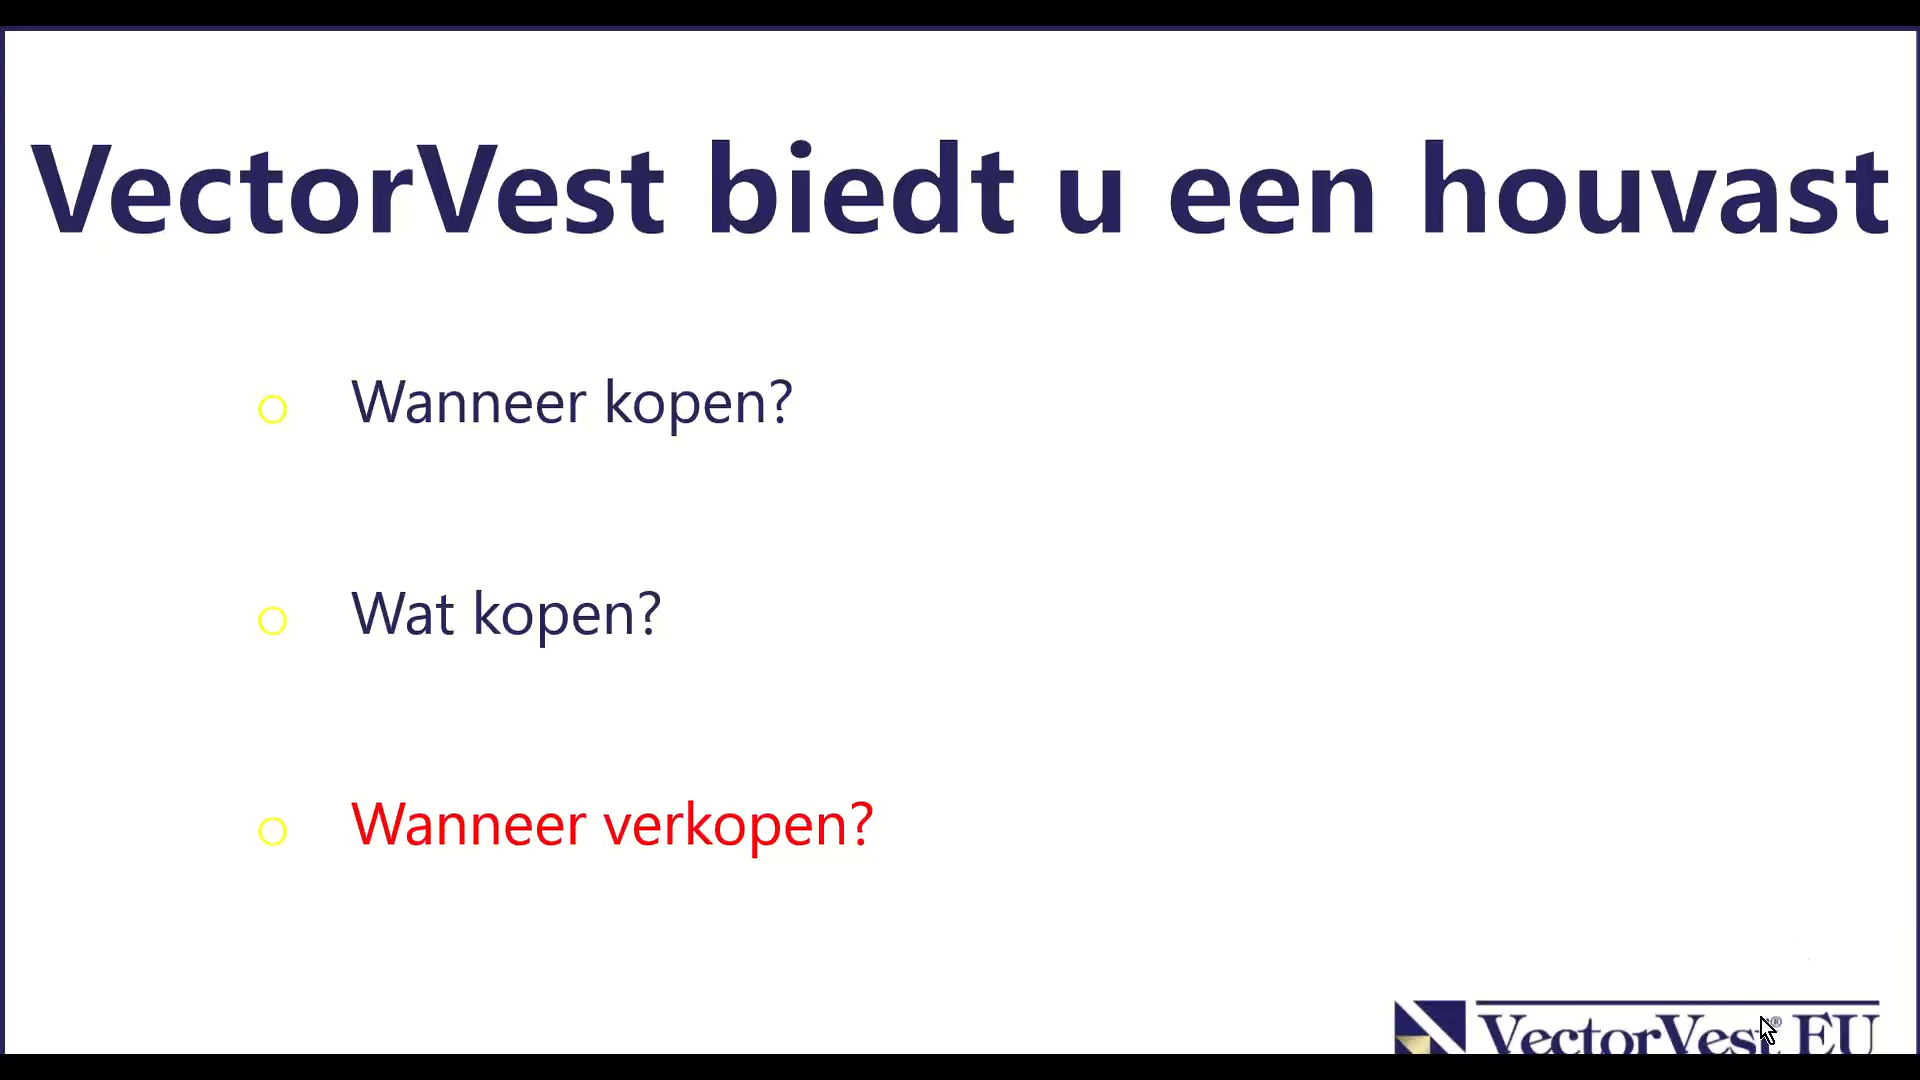 VectorVest biedt u een houvast
Wanneer kopen?
Wat kopen?
Wanneer verkopen?
VectorVest® EU